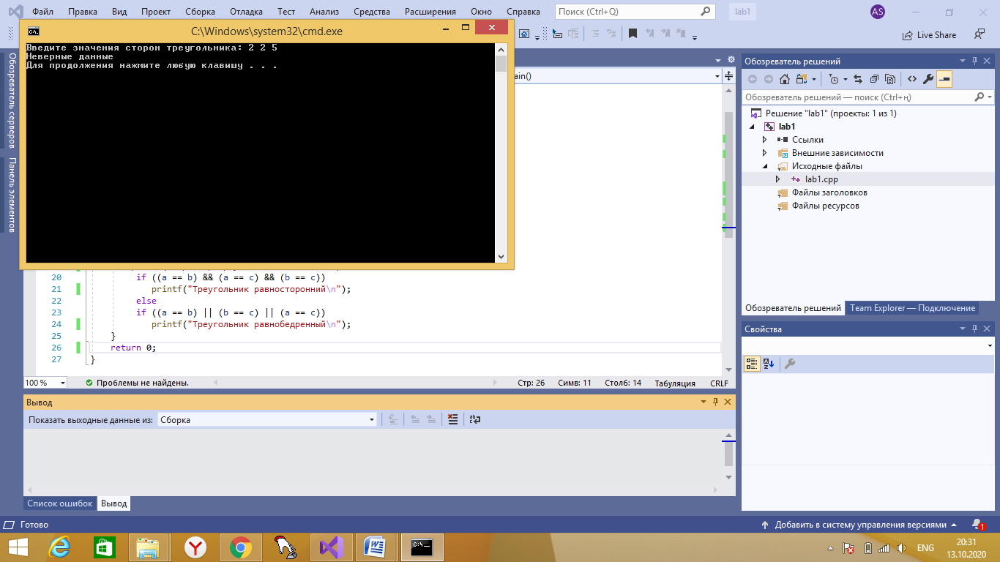 Файл Правка Вид Проект Сборка Отладка Тест Анализ Средства Расширения Окно Справка Поиск (Ctrl+Q) lab1 AS
C:\Windows\system32\cmd.exe
Live Share
Введите значения сторон треугольника: 2 2 5
Неверные данные
Для продолжения нажмите любую клавишу . . .
Обозреватель серверов
Панель элементов
ain()
20 if ((a == b) && (a == c) && (b == c))
21 printf("Треугольник равносторонний\n");
22 else
23 if ((a == b) || (b == c) || (a == c))
24 printf("Треугольник равнобедренный\n");
25 }
26 return 0;
27 }
100 % Проблемы не найдены. Стр: 26 Симв: 11 Столб: 14 Табуляция CRLF
Вывод
Показать выходные данные из: Сборка
Список ошибок Вывод
Обозреватель решений
Обозреватель решений — поиск (Ctrl+ң)
Решение "lab1" (проекты: 1 из 1)
lab1
Ссылки
Внешние зависимости
Исходные файлы
lab1.cpp
Файлы заголовков
Файлы ресурсов
Обозреватель решений Team Explorer — Подключение
Свойства
Готово Добавить в систему управления версиями 1
ENG
20:31
13.10.2020